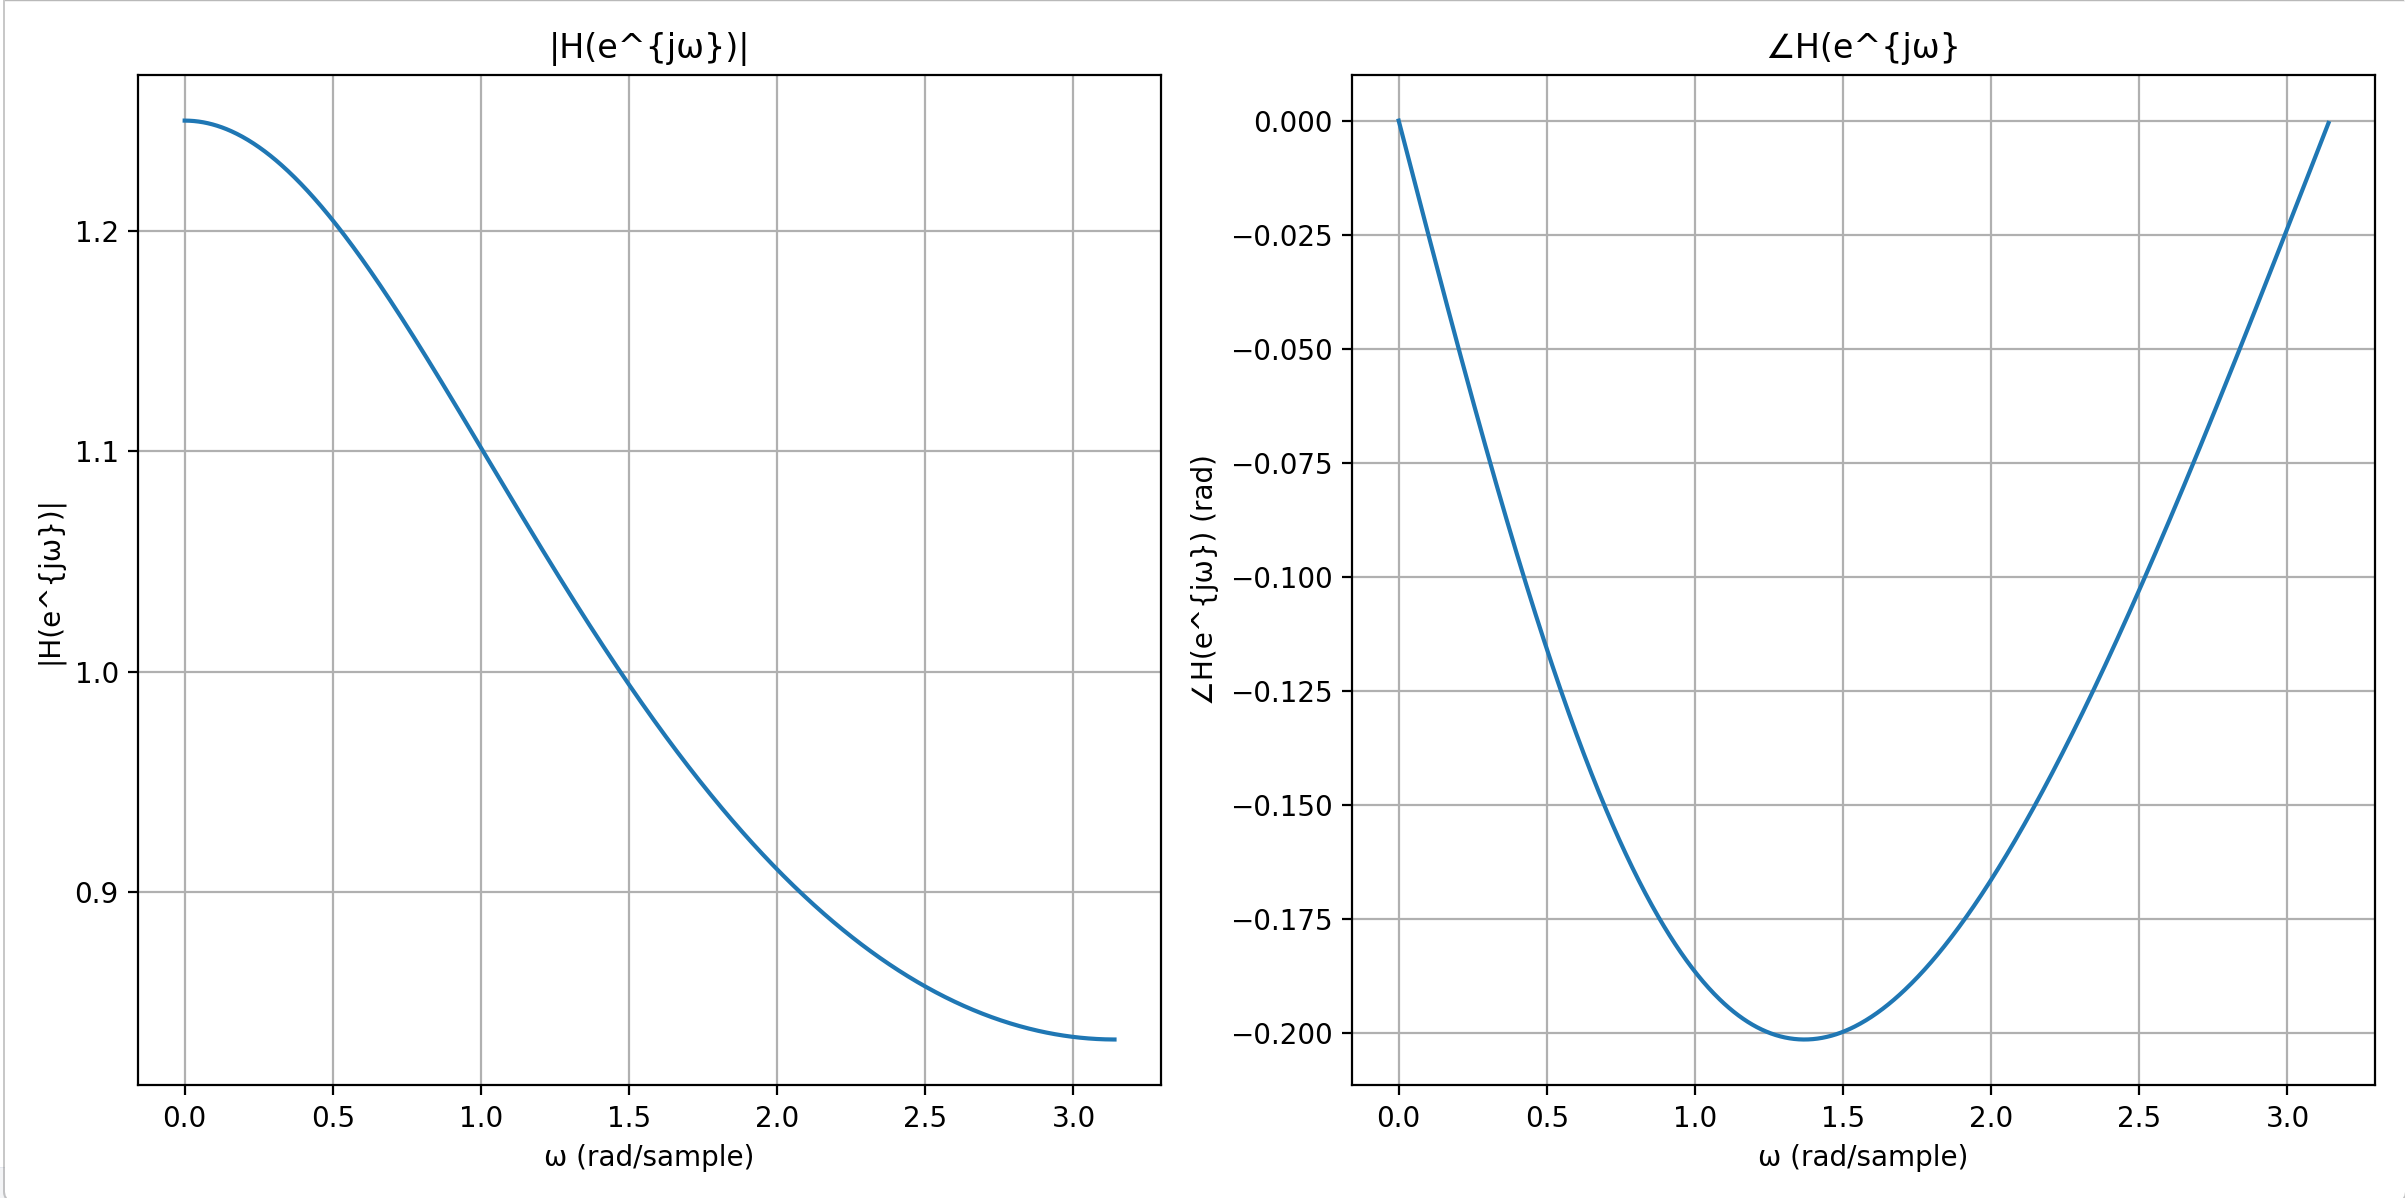 |H(e^{jω})|
1.2
1.1
1.0
0.9
|H(e^{jω})|
0.0 0.5 1.0 1.5 2.0 2.5 3.0
ω (rad/sample)
∠H(e^{jω}
0.000
−0.025
−0.050
−0.075
−0.100
−0.125
−0.150
−0.175
−0.200
∠H(e^{jω}) (rad)
0.0 0.5 1.0 1.5 2.0 2.5 3.0
ω (rad/sample)